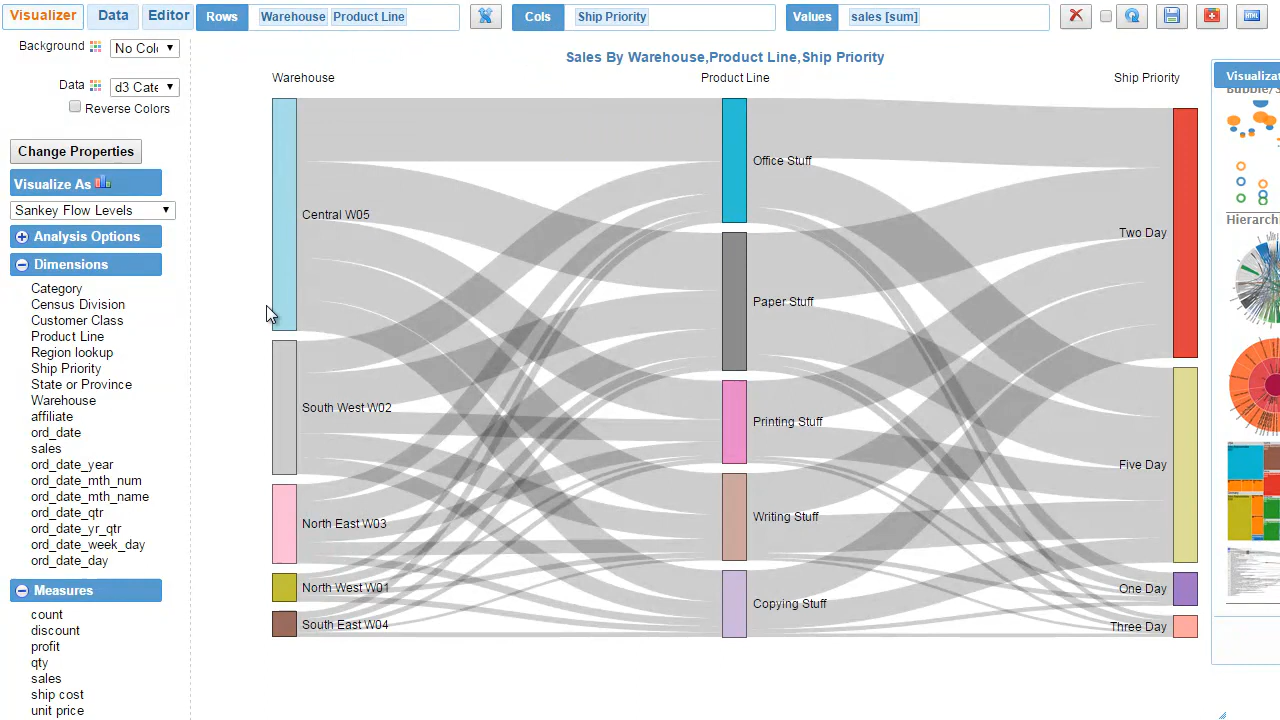 Visualizer Data Editor Rows Warehouse Product Line Cols Ship Priority Values sales [sum]
HTML
Background No Col
Data d3 Cate
Reverse Colors
Change Properties
Visualize As
Sankey Flow Levels
Analysis Options
Dimensions
Category
Census Division
Customer Class
Product Line
Region lookup
Ship Priority
State or Province
Warehouse
affiliate
ord_date
sales
ord_date_year
ord_date_mth_num
ord_date_mth_name
ord_date_qtr
ord_date_yr_qtr
ord_date_week_day
ord_date_day
Measures
count
discount
profit
qty
sales
ship cost
unit price
Sales By Warehouse,Product Line,Ship Priority
Warehouse Product Line Ship Priority
Central W05
South West W02
North East W03
North West W01
South East W04
Office Stuff
Paper Stuff
Printing Stuff
Writing Stuff
Copying Stuff
Two Day
Five Day
One Day
Three Day
Visualizat
Bubble/S
Hierarch